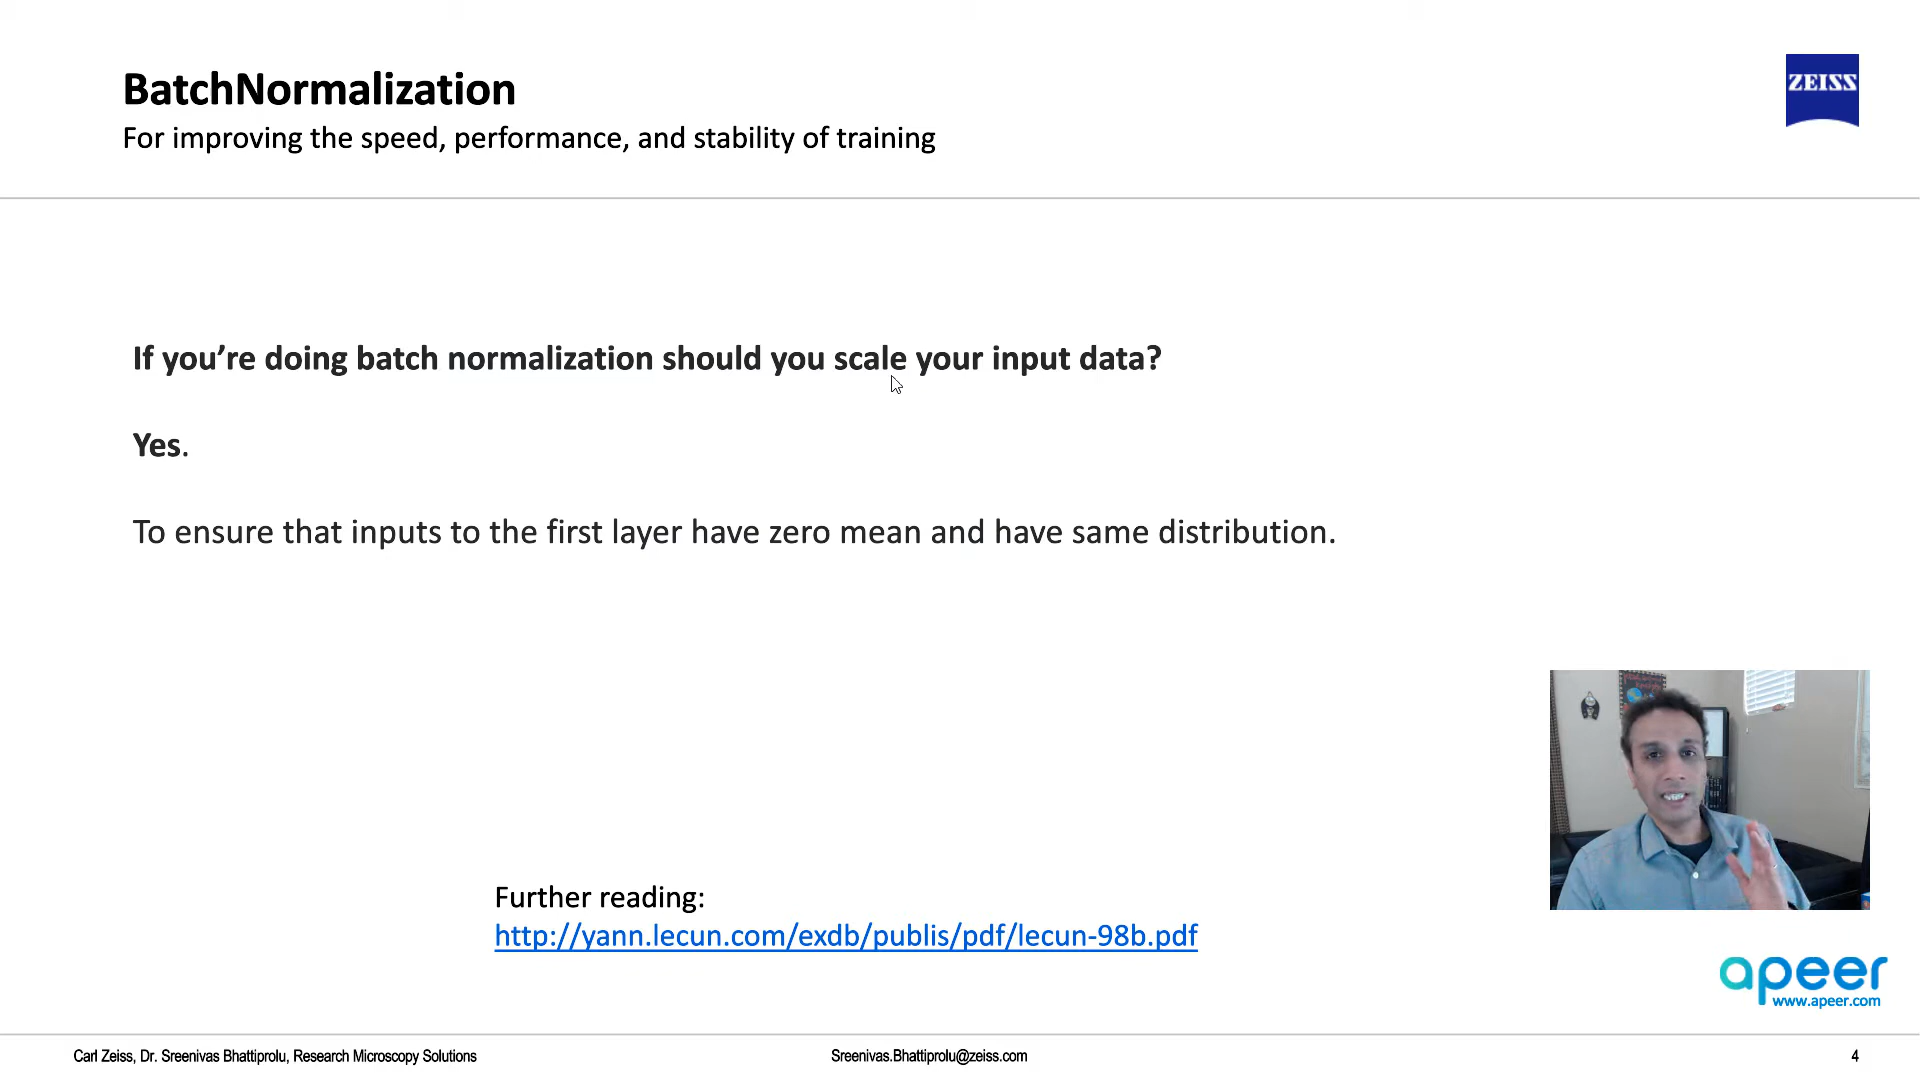 BatchNormalization
For improving the speed, performance, and stability of training
ZEISS
If you’re doing batch normalization should you scale your input data?
Yes.
To ensure that inputs to the first layer have zero mean and have same distribution.
Further reading:
http://yann.lecun.com/exdb/publis/pdf/lecun-98b.pdf
apeer
www.apeer.com
Carl Zeiss, Dr. Sreenivas Bhattiprolu, Research Microscopy Solutions
Sreenivas.Bhattiprolu@zeiss.com
4